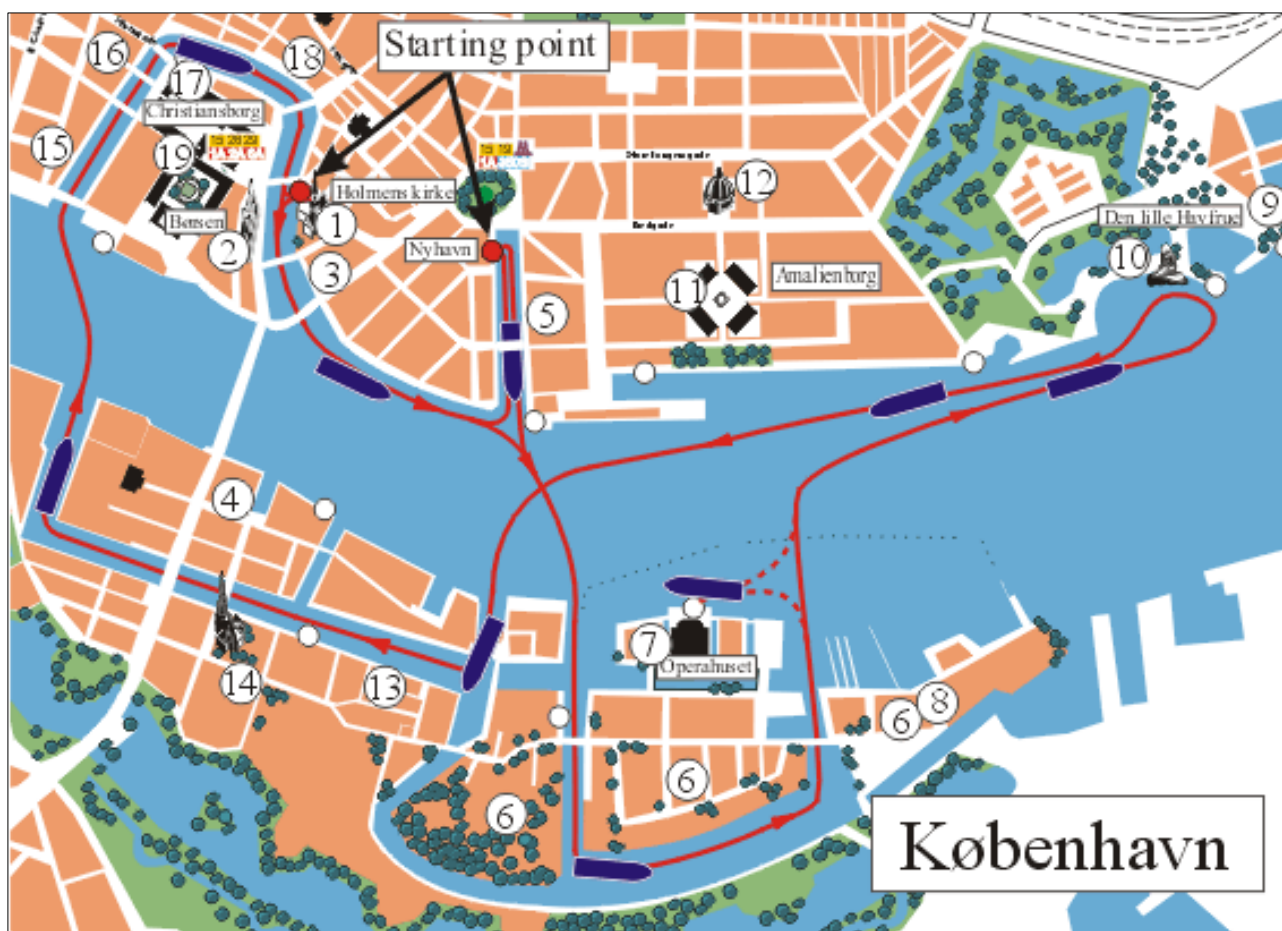 16
18
Starting point
17
Christiansborg
15
19
Holmens kirke
12
9
Børsen
1
Den lille Havfrue
2
Nyhavn
10
3
11
Amalienborg
5
4
7
Operahuset
14
13
6
8
6
6
København